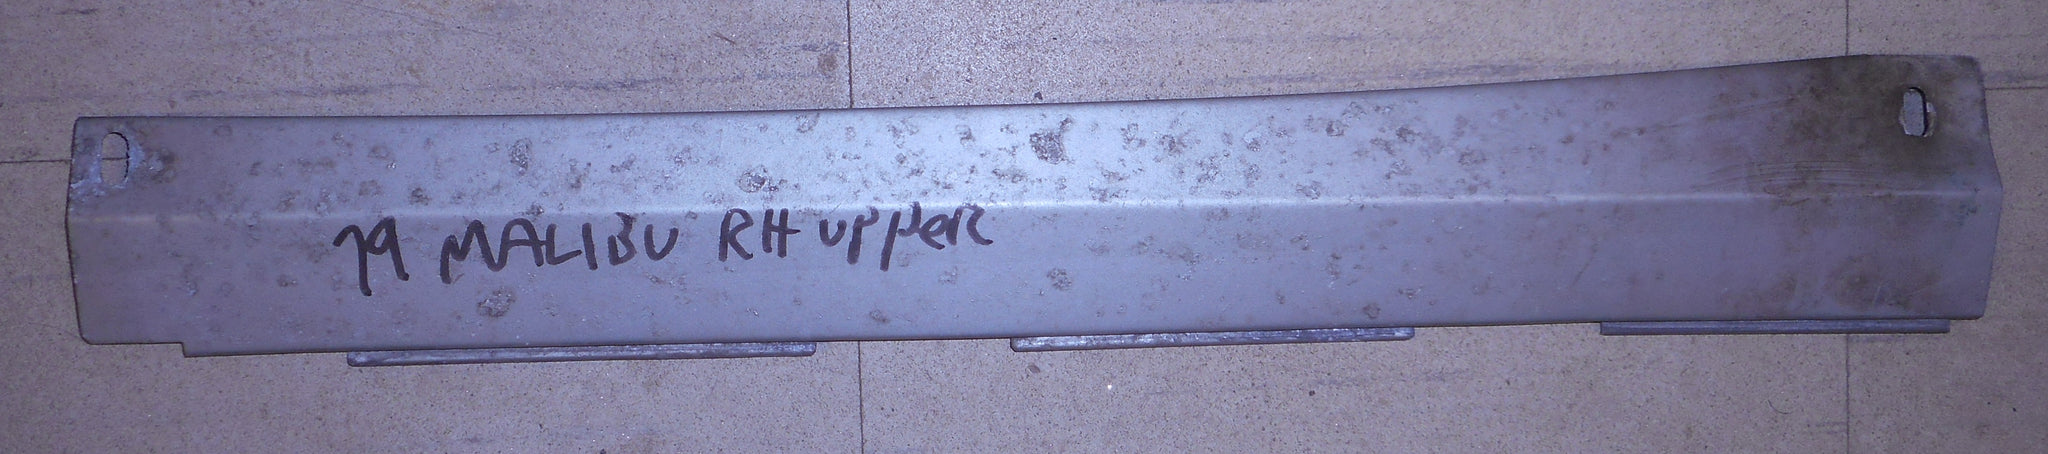 79 MALIBU RH UPPER